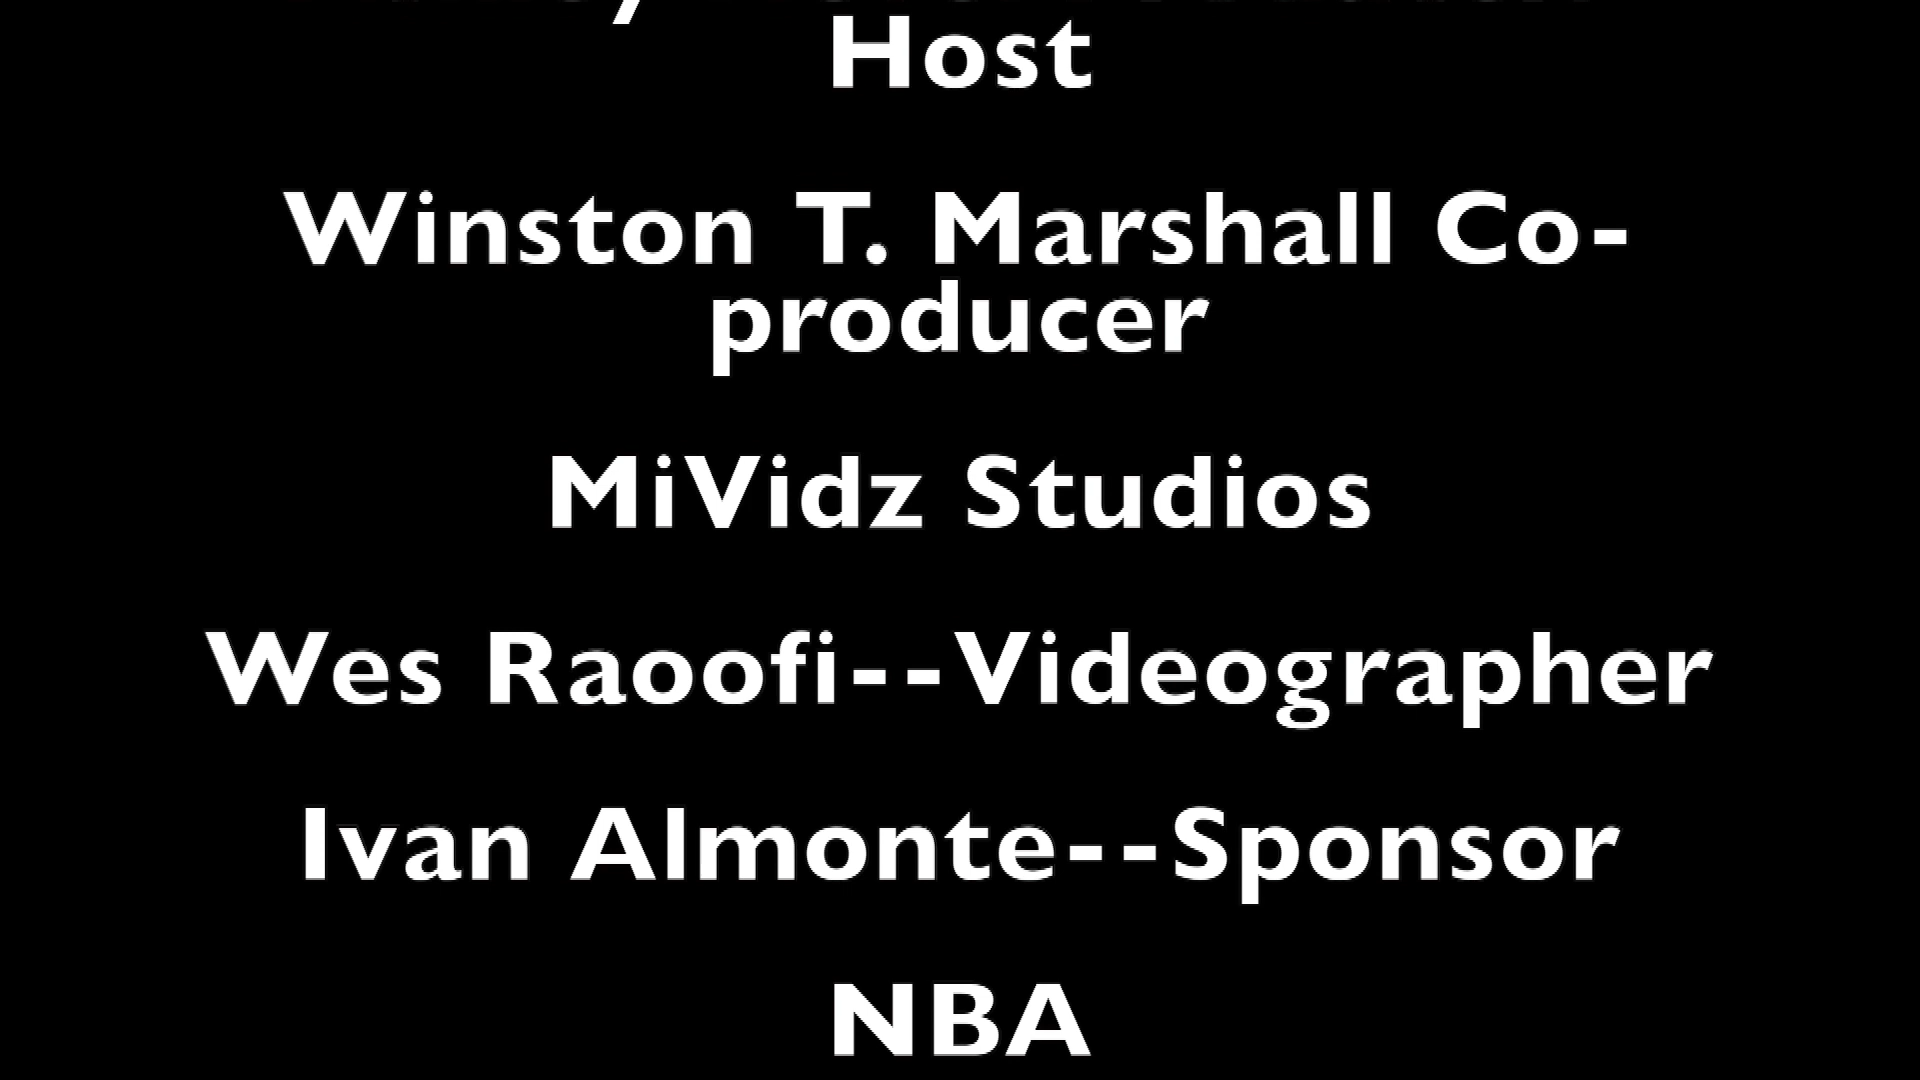 Host
Winston T. Marshall Co-
producer
MiVidz Studios
Wes Raoofi--Videographer
Ivan Almonte--Sponsor
NBA